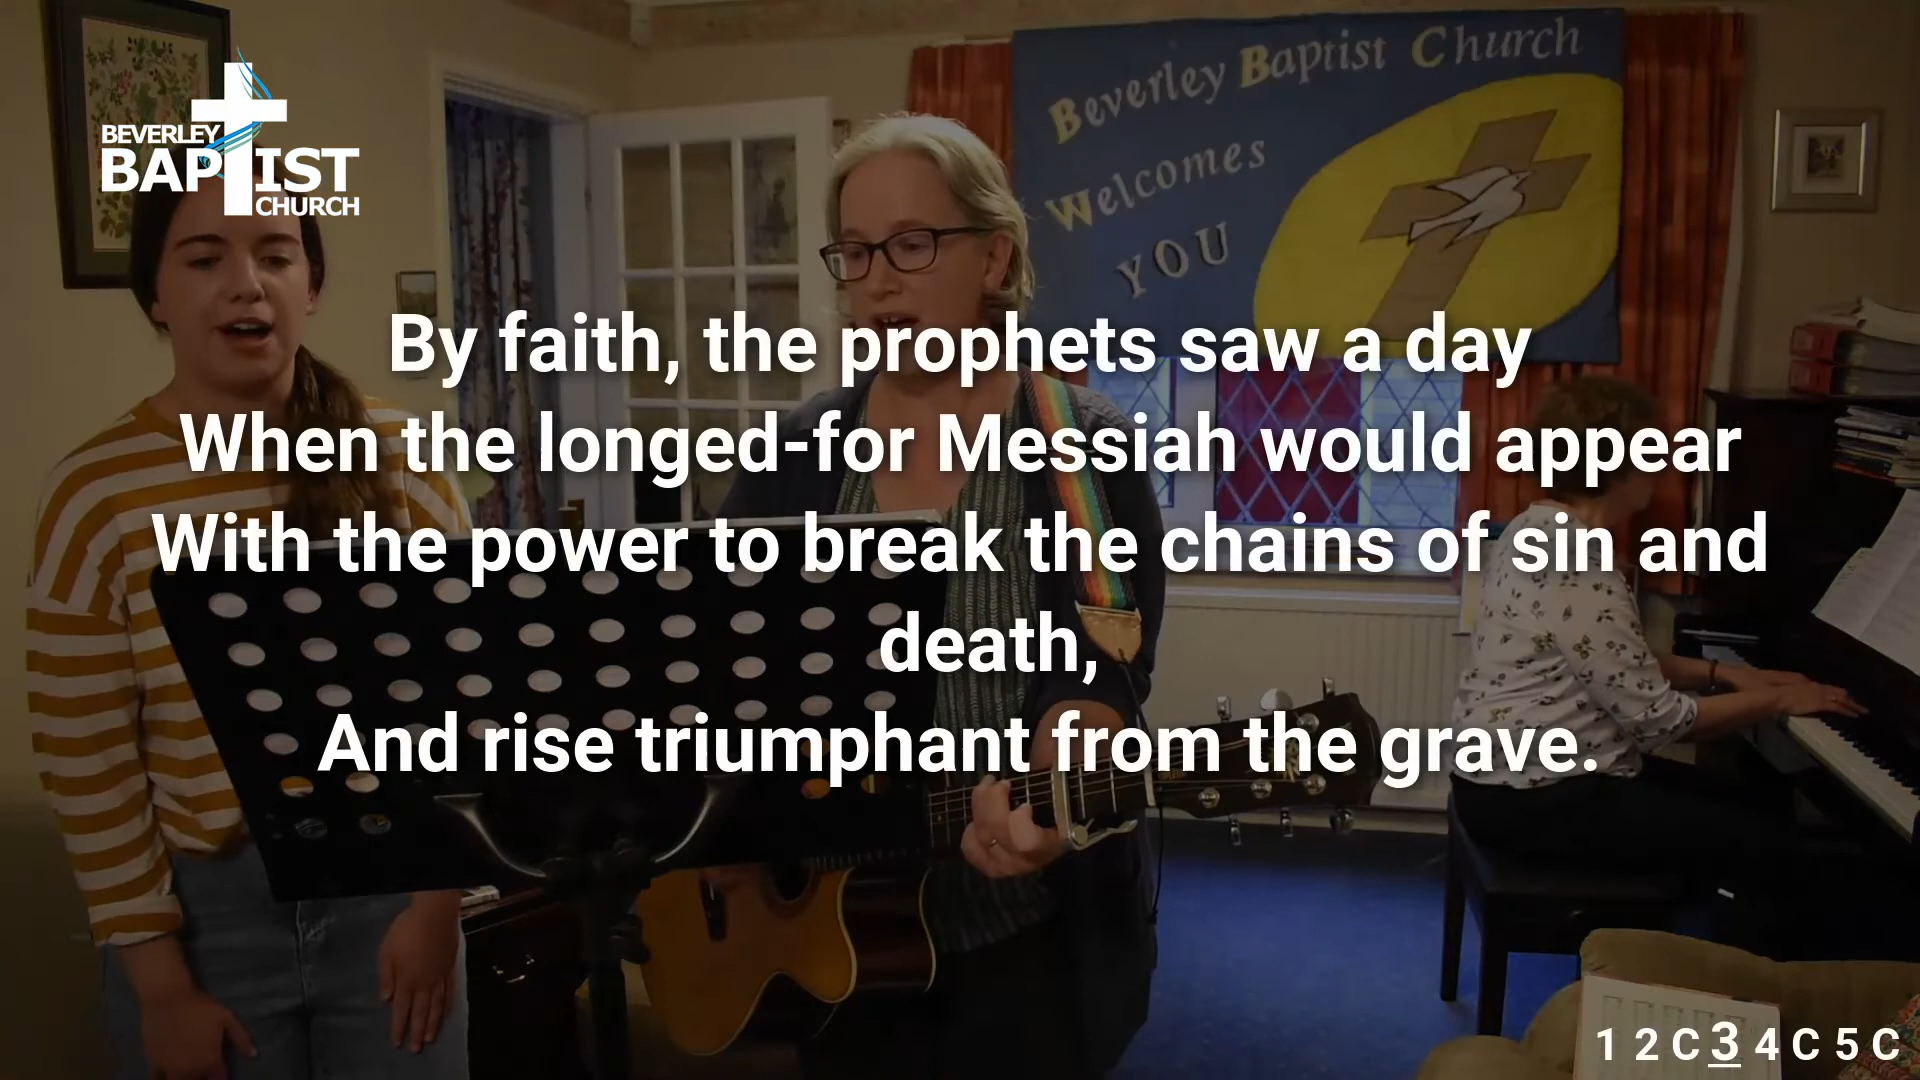 BEVERLEY
BAPTIST
CHURCH
Beverley Baptist Church
Welcomes
YOU
By faith, the prophets saw a day
When the longed-for Messiah would appear
With the power to break the chains of sin and
death,
And rise triumphant from the grave.
1 2 C 3 4 C 5 C